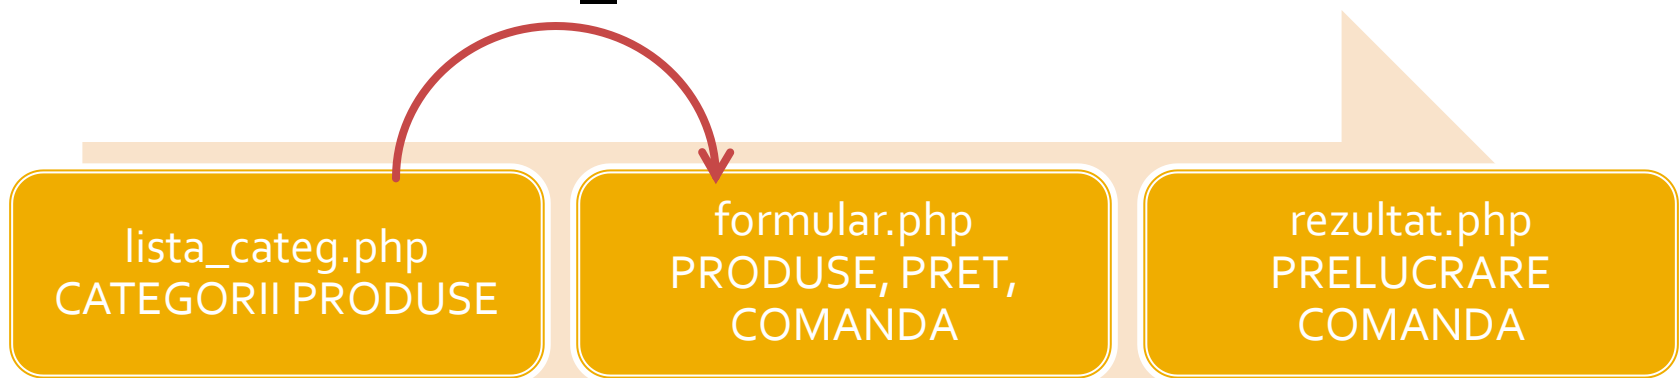 lista_categ.php
CATEGORII PRODUSE
formular.php
PRODUSE, PRET,
COMANDA
rezultat.php
PRELUCRARE
COMANDA